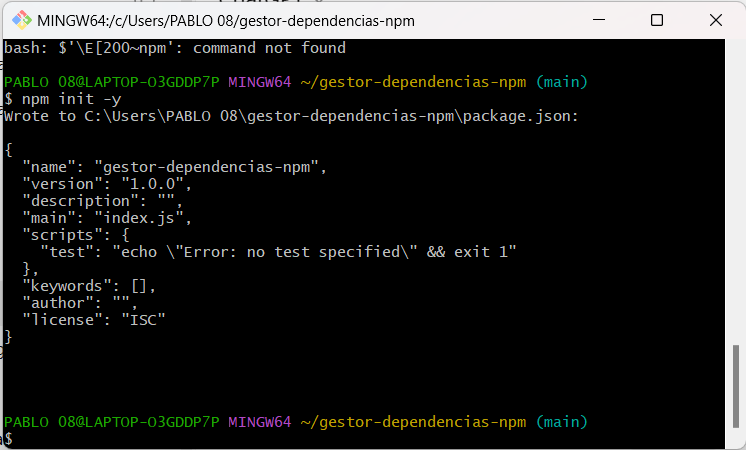 MINGW64:/c/Users/PABLO 08/gestor-dependencias-npm
bash: $'\E[200~npm': command not found
PABLO 08@LAPTOP-O3GDDP7P MINGW64 ~/gestor-dependencias-npm (main)
$ npm init -y
Wrote to C:\Users\PABLO 08\gestor-dependencias-npm\package.json:
{
  "name": "gestor-dependencias-npm",
  "version": "1.0.0",
  "description": "",
  "main": "index.js",
  "scripts": {
    "test": "echo \"Error: no test specified\" && exit 1"
  },
  "keywords": [],
  "author": "",
  "license": "ISC"
}
PABLO 08@LAPTOP-O3GDDP7P MINGW64 ~/gestor-dependencias-npm (main)
$